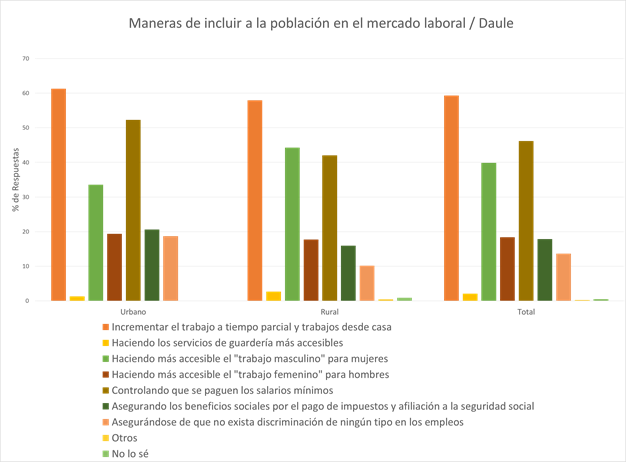 Maneras de incluir a la población en el mercado laboral / Daule
70
60
50
40
30
20
10
0
% de Respuestas
Urbano
Rural
Total
Incrementar el trabajo a tiempo parcial y trabajos desde casa
Haciendo los servicios de guardería más accesibles
Haciendo más accesible el "trabajo masculino" para mujeres
Haciendo más accesible el "trabajo femenino" para hombres
Controlando que se paguen los salarios mínimos
Asegurando los beneficios sociales por el pago de impuestos y afiliación a la seguridad social
Asegurándose de que no exista discriminación de ningún tipo en los empleos
Otros
No lo sé